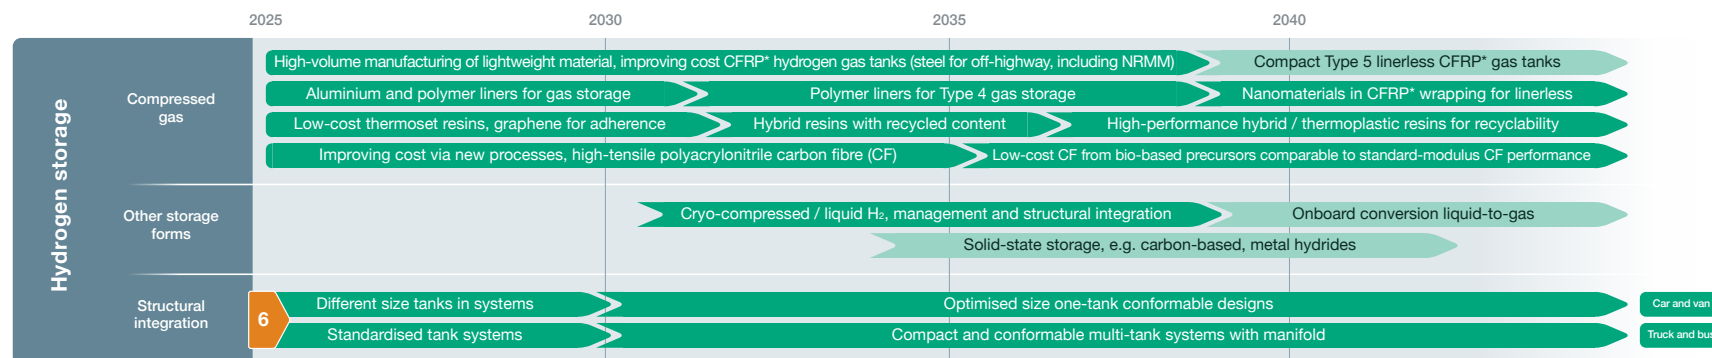 2025
2030
2035
2040
Hydrogen storage
Compressed
gas
High-volume manufacturing of lightweight material, improving cost CFRP* hydrogen gas tanks (steel for off-highway, including NRMM)
Compact Type 5 linerless CFRP* gas tanks
Aluminium and polymer liners for gas storage
Polymer liners for Type 4 gas storage
Nanomaterials in CFRP* wrapping for linerless
Low-cost thermoset resins, graphene for adherence
Hybrid resins with recycled content
High-performance hybrid / thermoplastic resins for recyclability
Improving cost via new processes, high-tensile polyacrylonitrile carbon fibre (CF)
Low-cost CF from bio-based precursors comparable to standard-modulus CF performance
Other storage
forms
Cryo-compressed / liquid H₂, management and structural integration
Onboard conversion liquid-to-gas
Solid-state storage, e.g. carbon-based, metal hydrides
Structural
integration
6
Different size tanks in systems
Optimised size one-tank conformable designs
Car and van
Standardised tank systems
Compact and conformable multi-tank systems with manifold
Truck and bus